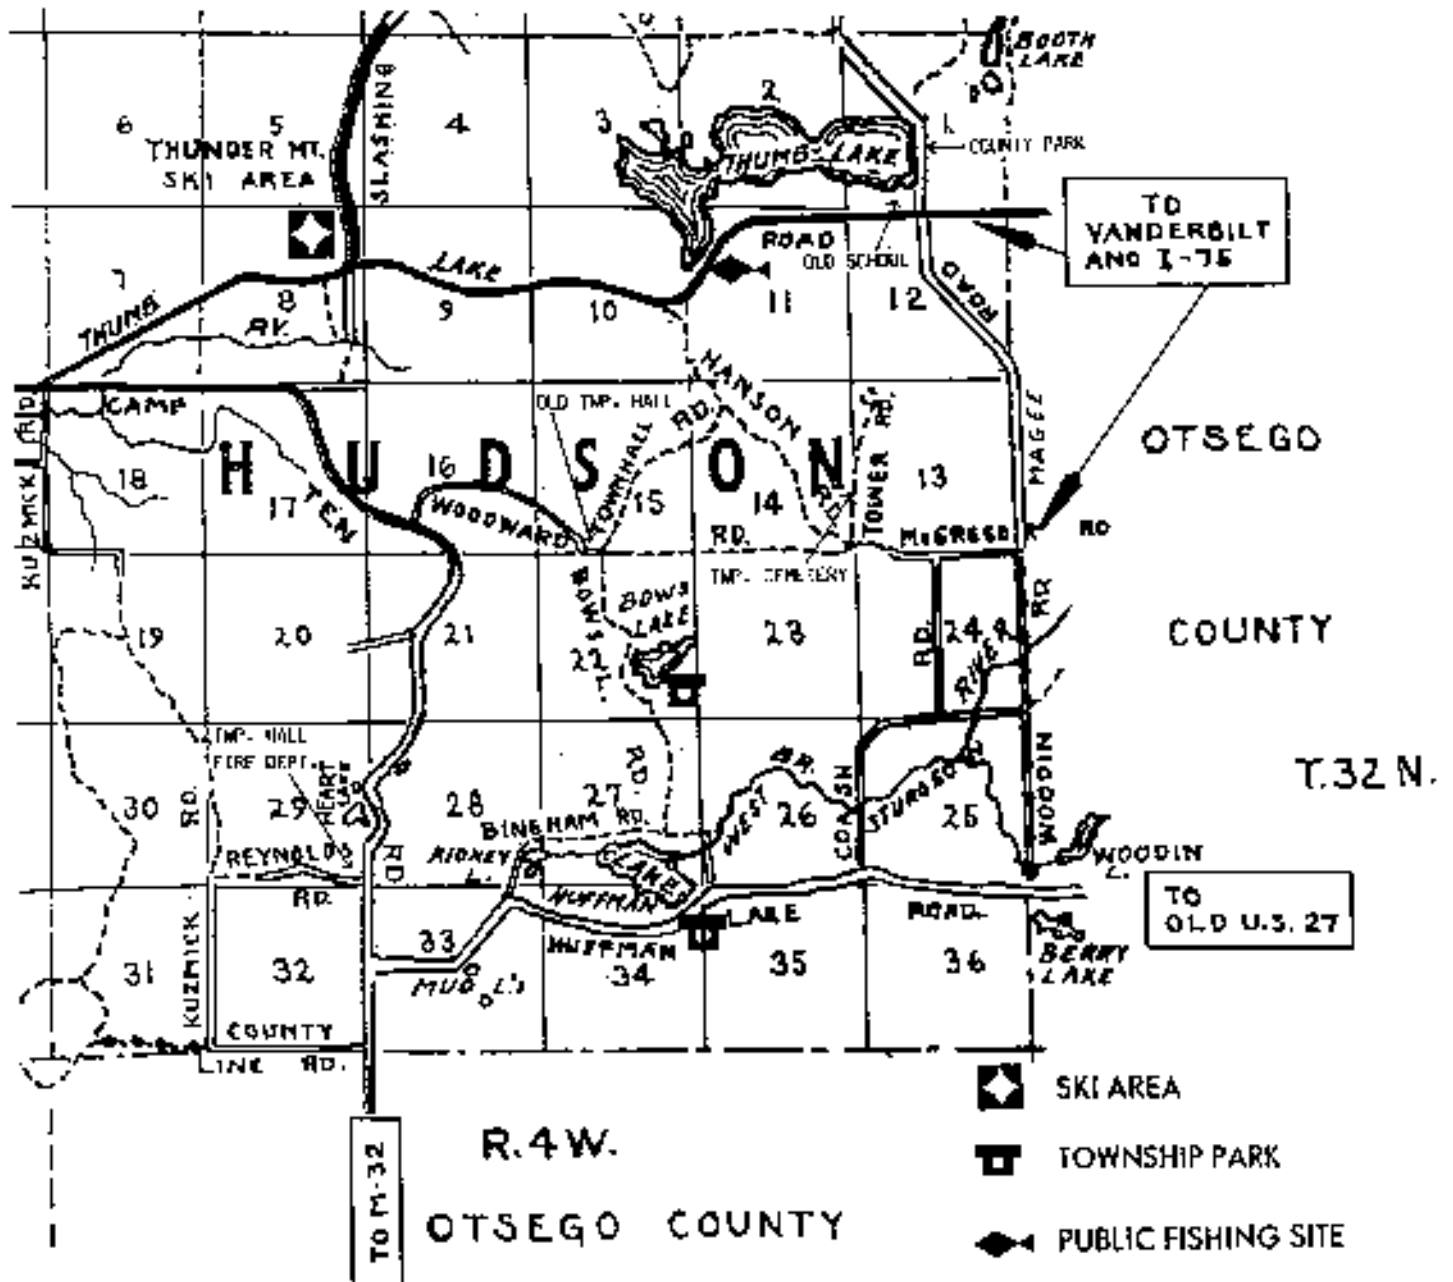 BOOTH
LAKE
6
5
4
3
2
1
SLASHING
THUNDER MT.
SKI AREA
THUMB LAKE
COUNTY PARK
TO
VANDERBILT
AND I-75
THUMB
LAKE
ROAD
OLD SCHOOL
7
8
9
10
11
12
ROAD
RV.
CAMP
TEN
OLD TWP. HALL
HANSON
RD.
TOWNHALL
RD.
TOWER RD.
MAGEE
OTSEGO
HUDSON
KUZMICK RD.
18
17
16
15
14
13
WOODWARD
RD.
McGREGOR
RD
TWP. CEMETERY
BOWS
LAKE
19
20
21
22
23
24
RD.
RD.
RIVER
COUNTY
TWP. HALL
FIRE DEPT.
HEART
LAKE
RD.
RD.
WEST
BR.
STURGEON
WOODIN
T.32 N.
30
29
28
27
26
25
BINGHAM RD.
REYNOLDS
RD.
RD
HUFFMAN
LAKE
WOODIN
L.
TO
OLD U.S. 27
HUFFMAN
LAKE
ROAD
BERRY
LAKE
KUZMICK
31
32
33
34
35
36
MUD L'S
COUNTY
LINE RD.
TO M-32
R.4W.
OTSEGO COUNTY
SKI AREA
TOWNSHIP PARK
PUBLIC FISHING SITE